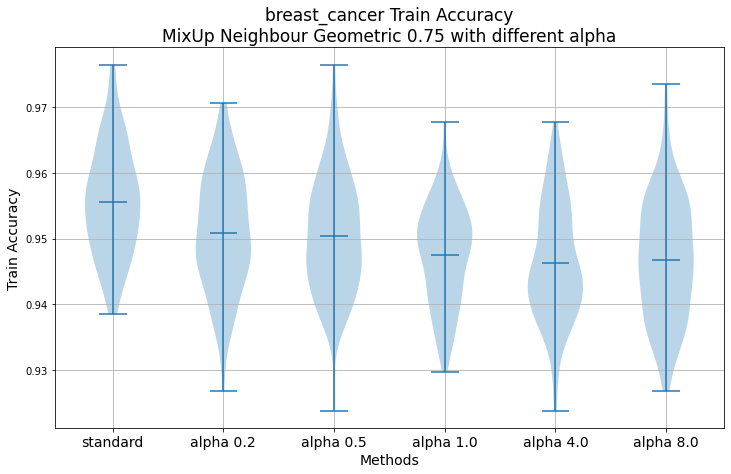 breast_cancer Train Accuracy
MixUp Neighbour Geometric 0.75 with different alpha
Train Accuracy
0.97
0.96
0.95
0.94
0.93
standard
alpha 0.2
alpha 0.5
alpha 1.0
alpha 4.0
alpha 8.0
Methods